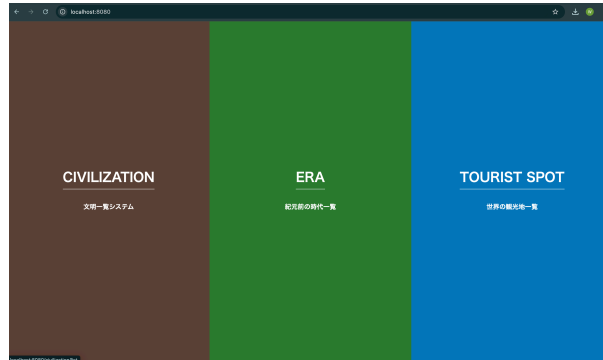 localhost:8080
CIVILIZATION
文明一覧システム
ERA
紀元前の時代一覧
TOURIST SPOT
世界の観光地一覧